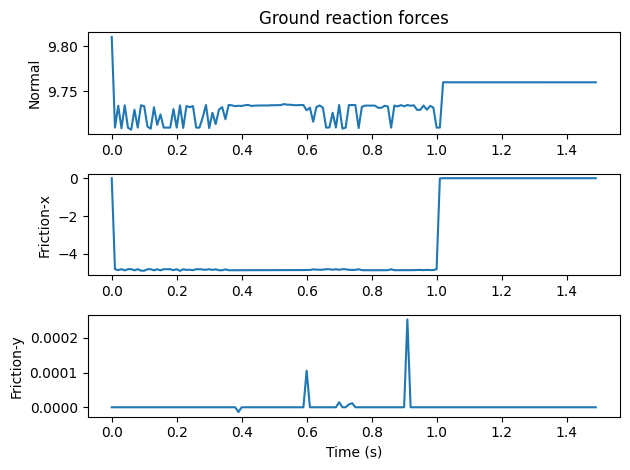 Ground reaction forces
9.80
9.75
Normal
0.0 0.2 0.4 0.6 0.8 1.0 1.2 1.4
0
−2
−4
Friction-x
0.0 0.2 0.4 0.6 0.8 1.0 1.2 1.4
0.0002
0.0001
0.0000
Friction-y
0.0 0.2 0.4 0.6 0.8 1.0 1.2 1.4
Time (s)